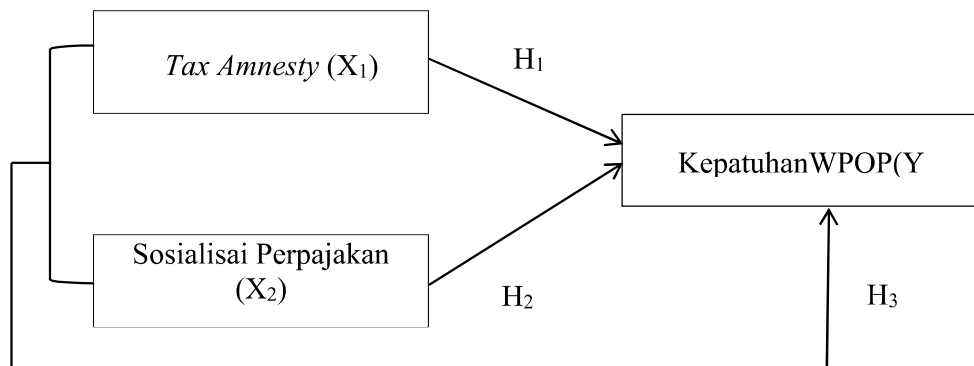 Tax Amnesty (X₁)
H₁
KepatuhanWPOP(Y
Sosialisai Perpajakan
(X₂)
H₂
H₃